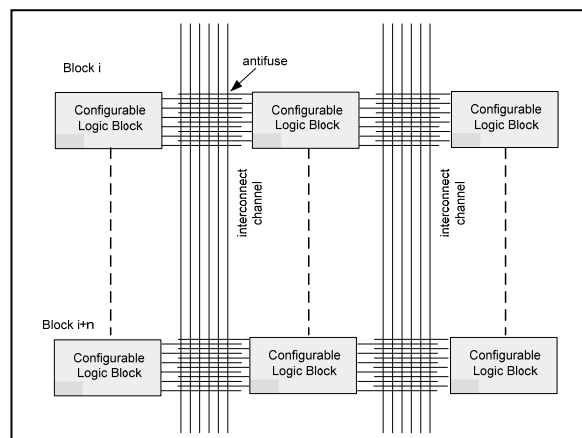 antifuse
Block i
Configurable
Logic Block
Configurable
Logic Block
Configurable
Logic Block
interconnect
channel
interconnect
channel
Block i+n
Configurable
Logic Block
Configurable
Logic Block
Configurable
Logic Block